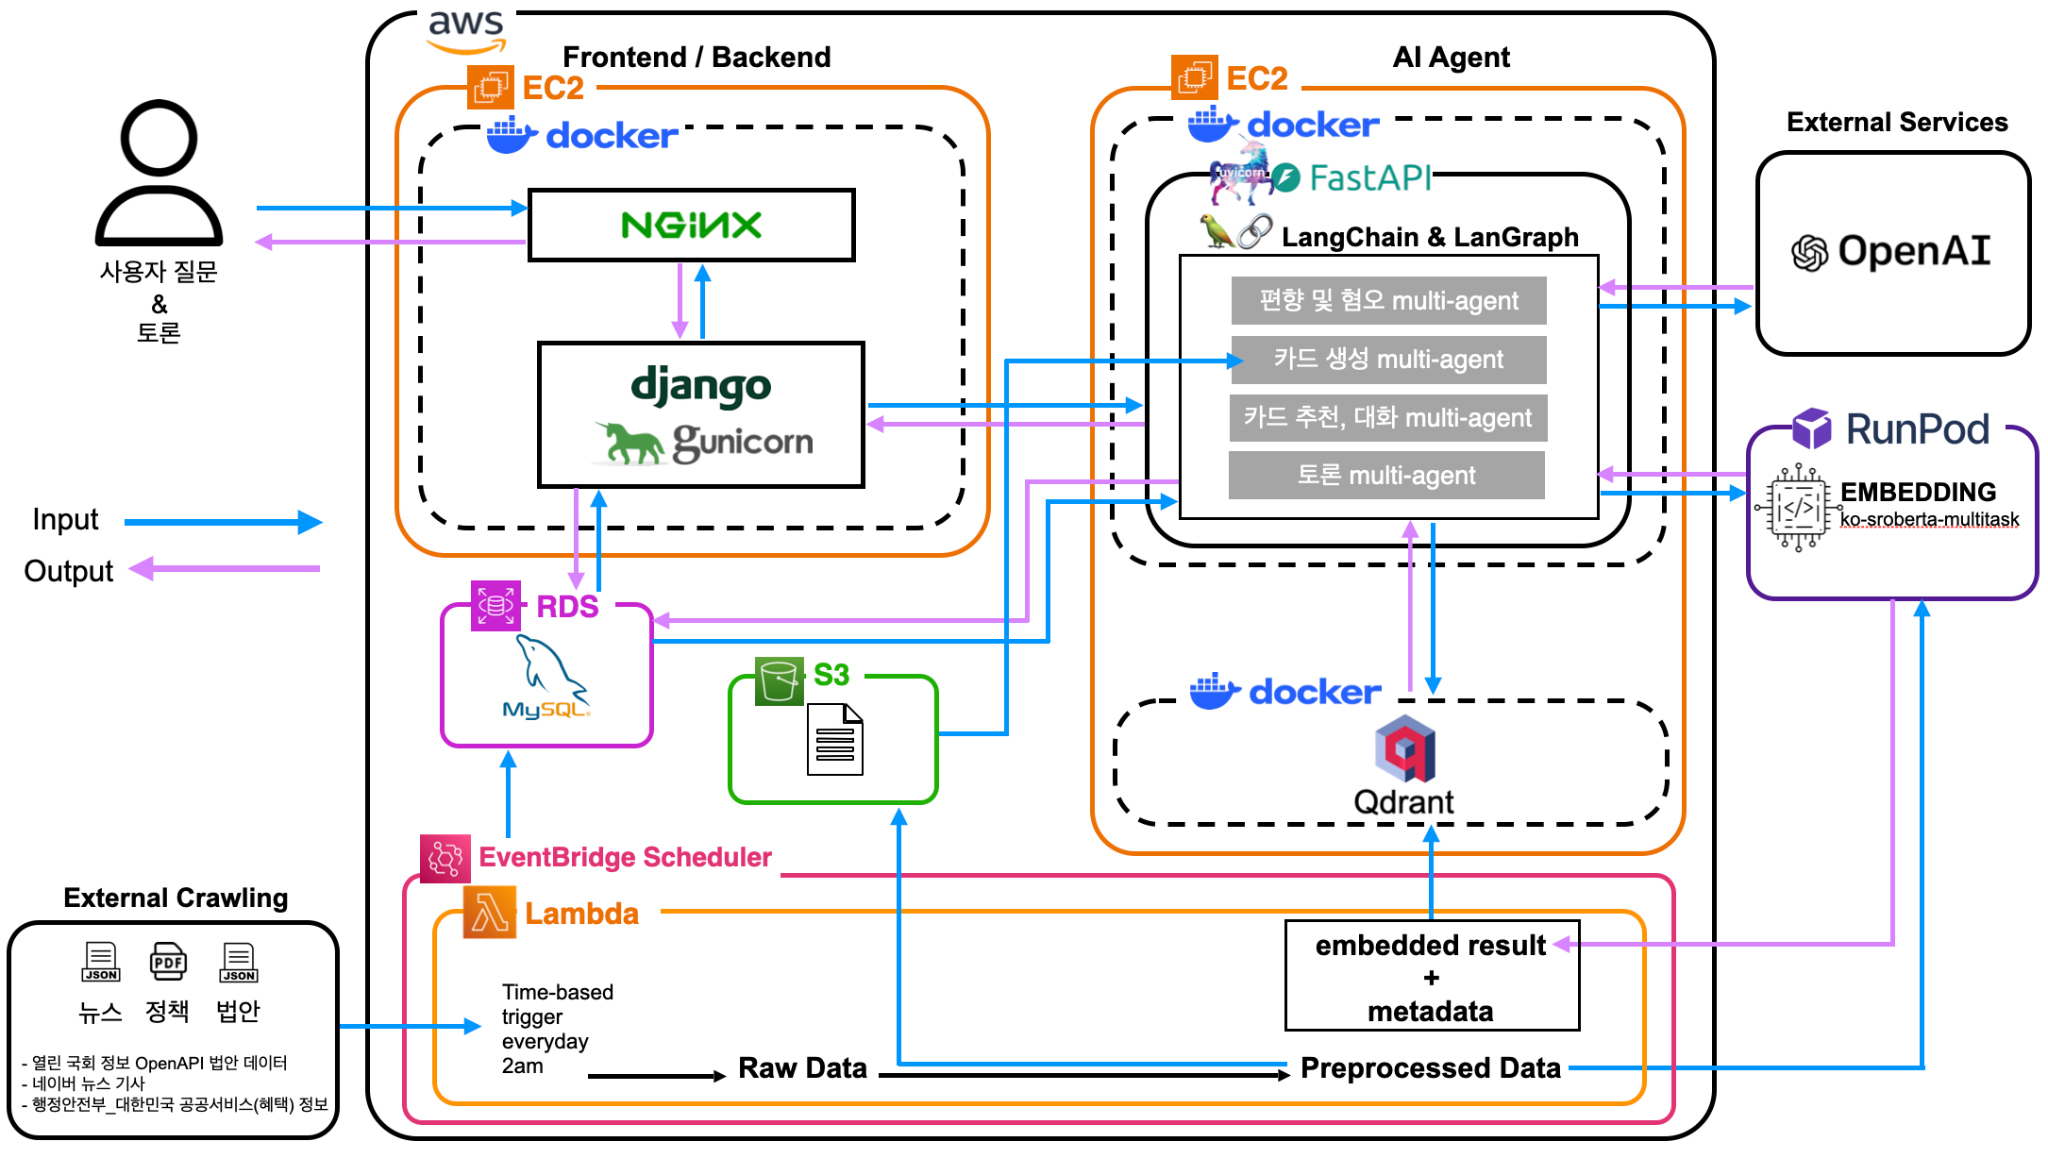 aws
Frontend / Backend
AI Agent
EC2
docker
NGINX
django
gunicorn
EC2
docker
uvicorn
FastAPI
LangChain & LanGraph
편향 및 혐오 multi-agent
카드 생성 multi-agent
카드 추천, 대화 multi-agent
토론 multi-agent
External Services
OpenAI
RunPod
EMBEDDING
ko-sroberta-multitask
사용자 질문
&
토론
Input
Output
RDS
MySQL
S3
docker
Qdrant
EventBridge Scheduler
Lambda
External Crawling
JSON
PDF
JSON
뉴스
정책
법안
- 열린 국회 정보 OpenAPI 법안 데이터
- 네이버 뉴스 기사
- 행정안전부_대한민국 공공서비스(혜택) 정보
Time-based
trigger
everyday
2am
Raw Data
Preprocessed Data
embedded result
+
metadata